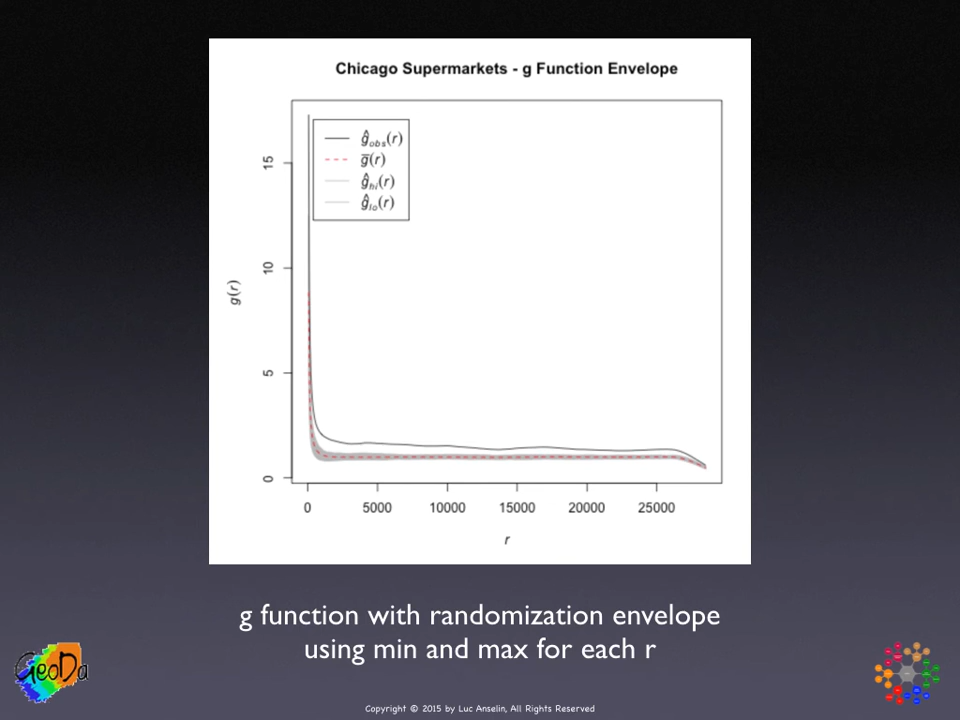 Chicago Supermarkets - g Function Envelope
ĝobs(r)
g̅(r)
ĝhi(r)
ĝlo(r)
15
10
5
0
g(r)
0 5000 10000 15000 20000 25000
r
g function with randomization envelope
using min and max for each r
GeoDa
Copyright © 2015 by Luc Anselin, All Rights Reserved